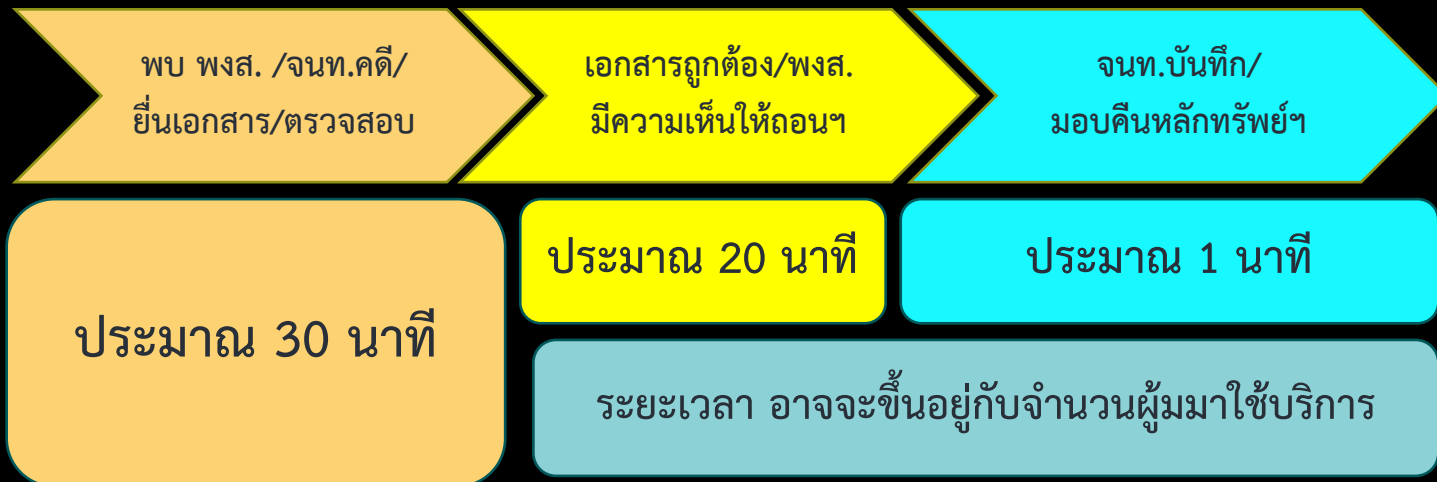 พบ พงส. /จนท.คดี/
ยื่นเอกสาร/ตรวจสอบ
เอกสารถูกต้อง/พงส.
มีความเห็นให้ถอนฯ
จนท.บันทึก/
มอบคืนหลักทรัพย์ฯ
ประมาณ 30 นาที
ประมาณ 20 นาที
ประมาณ 1 นาที
ระยะเวลา อาจจะขึ้นอยู่กับจำนวนผู้มมาใช้บริการ